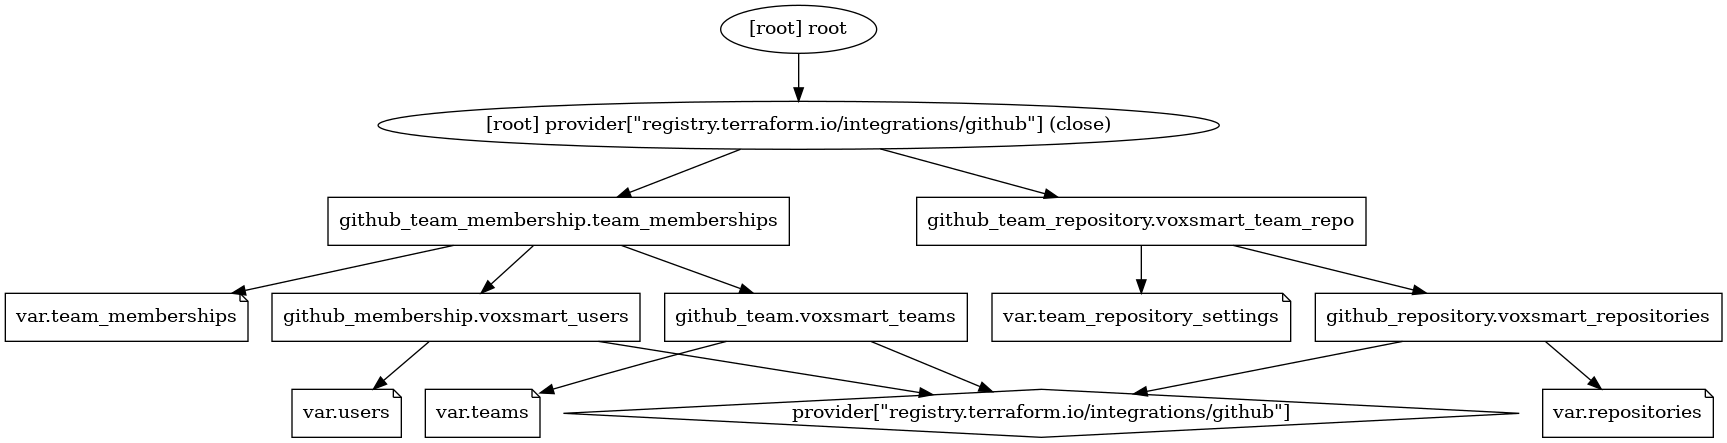 [root] root
[root] provider["registry.terraform.io/integrations/github"] (close)
github_team_membership.team_memberships
github_team_repository.voxsmart_team_repo
var.team_memberships
github_membership.voxsmart_users
github_team.voxsmart_teams
var.team_repository_settings
github_repository.voxsmart_repositories
var.users
var.teams
provider["registry.terraform.io/integrations/github"]
var.repositories